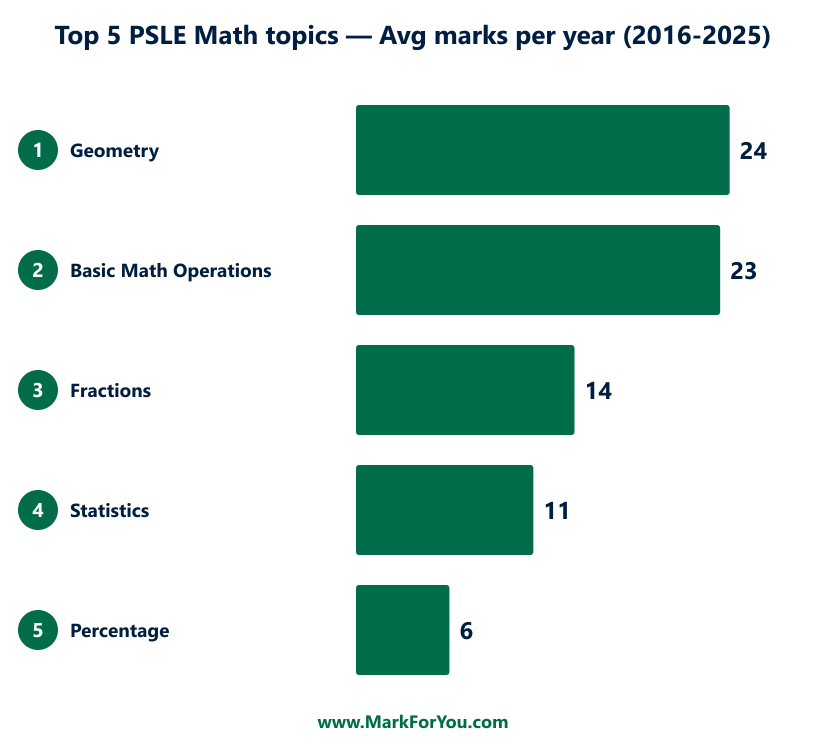 Top 5 PSLE Math topics — Avg marks per year (2016-2025)
1 Geometry 24
2 Basic Math Operations 23
3 Fractions 14
4 Statistics 11
5 Percentage 6
www.MarkForYou.com